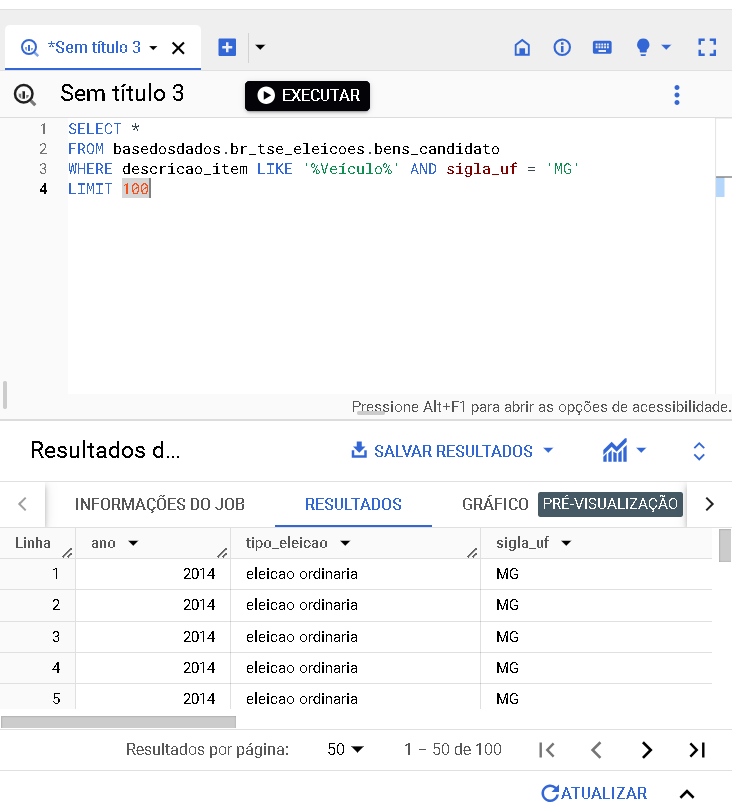 *Sem título 3
Sem título 3 EXECUTAR
1 SELECT *
2 FROM basedosdados.br_tse_eleicoes.bens_candidato
3 WHERE descricao_item LIKE '%Veículo%' AND sigla_uf = 'MG'
4 LIMIT 100
Pressione Alt+F1 para abrir as opções de acessibilidade.
Resultados d... SALVAR RESULTADOS
INFORMAÇÕES DO JOB RESULTADOS GRÁFICO PRÉ-VISUALIZAÇÃO
Linha ano tipo_eleicao sigla_uf
1 2014 eleicao ordinaria MG
2 2014 eleicao ordinaria MG
3 2014 eleicao ordinaria MG
4 2014 eleicao ordinaria MG
5 2014 eleicao ordinaria MG
Resultados por página: 50 1 – 50 de 100
ATUALIZAR